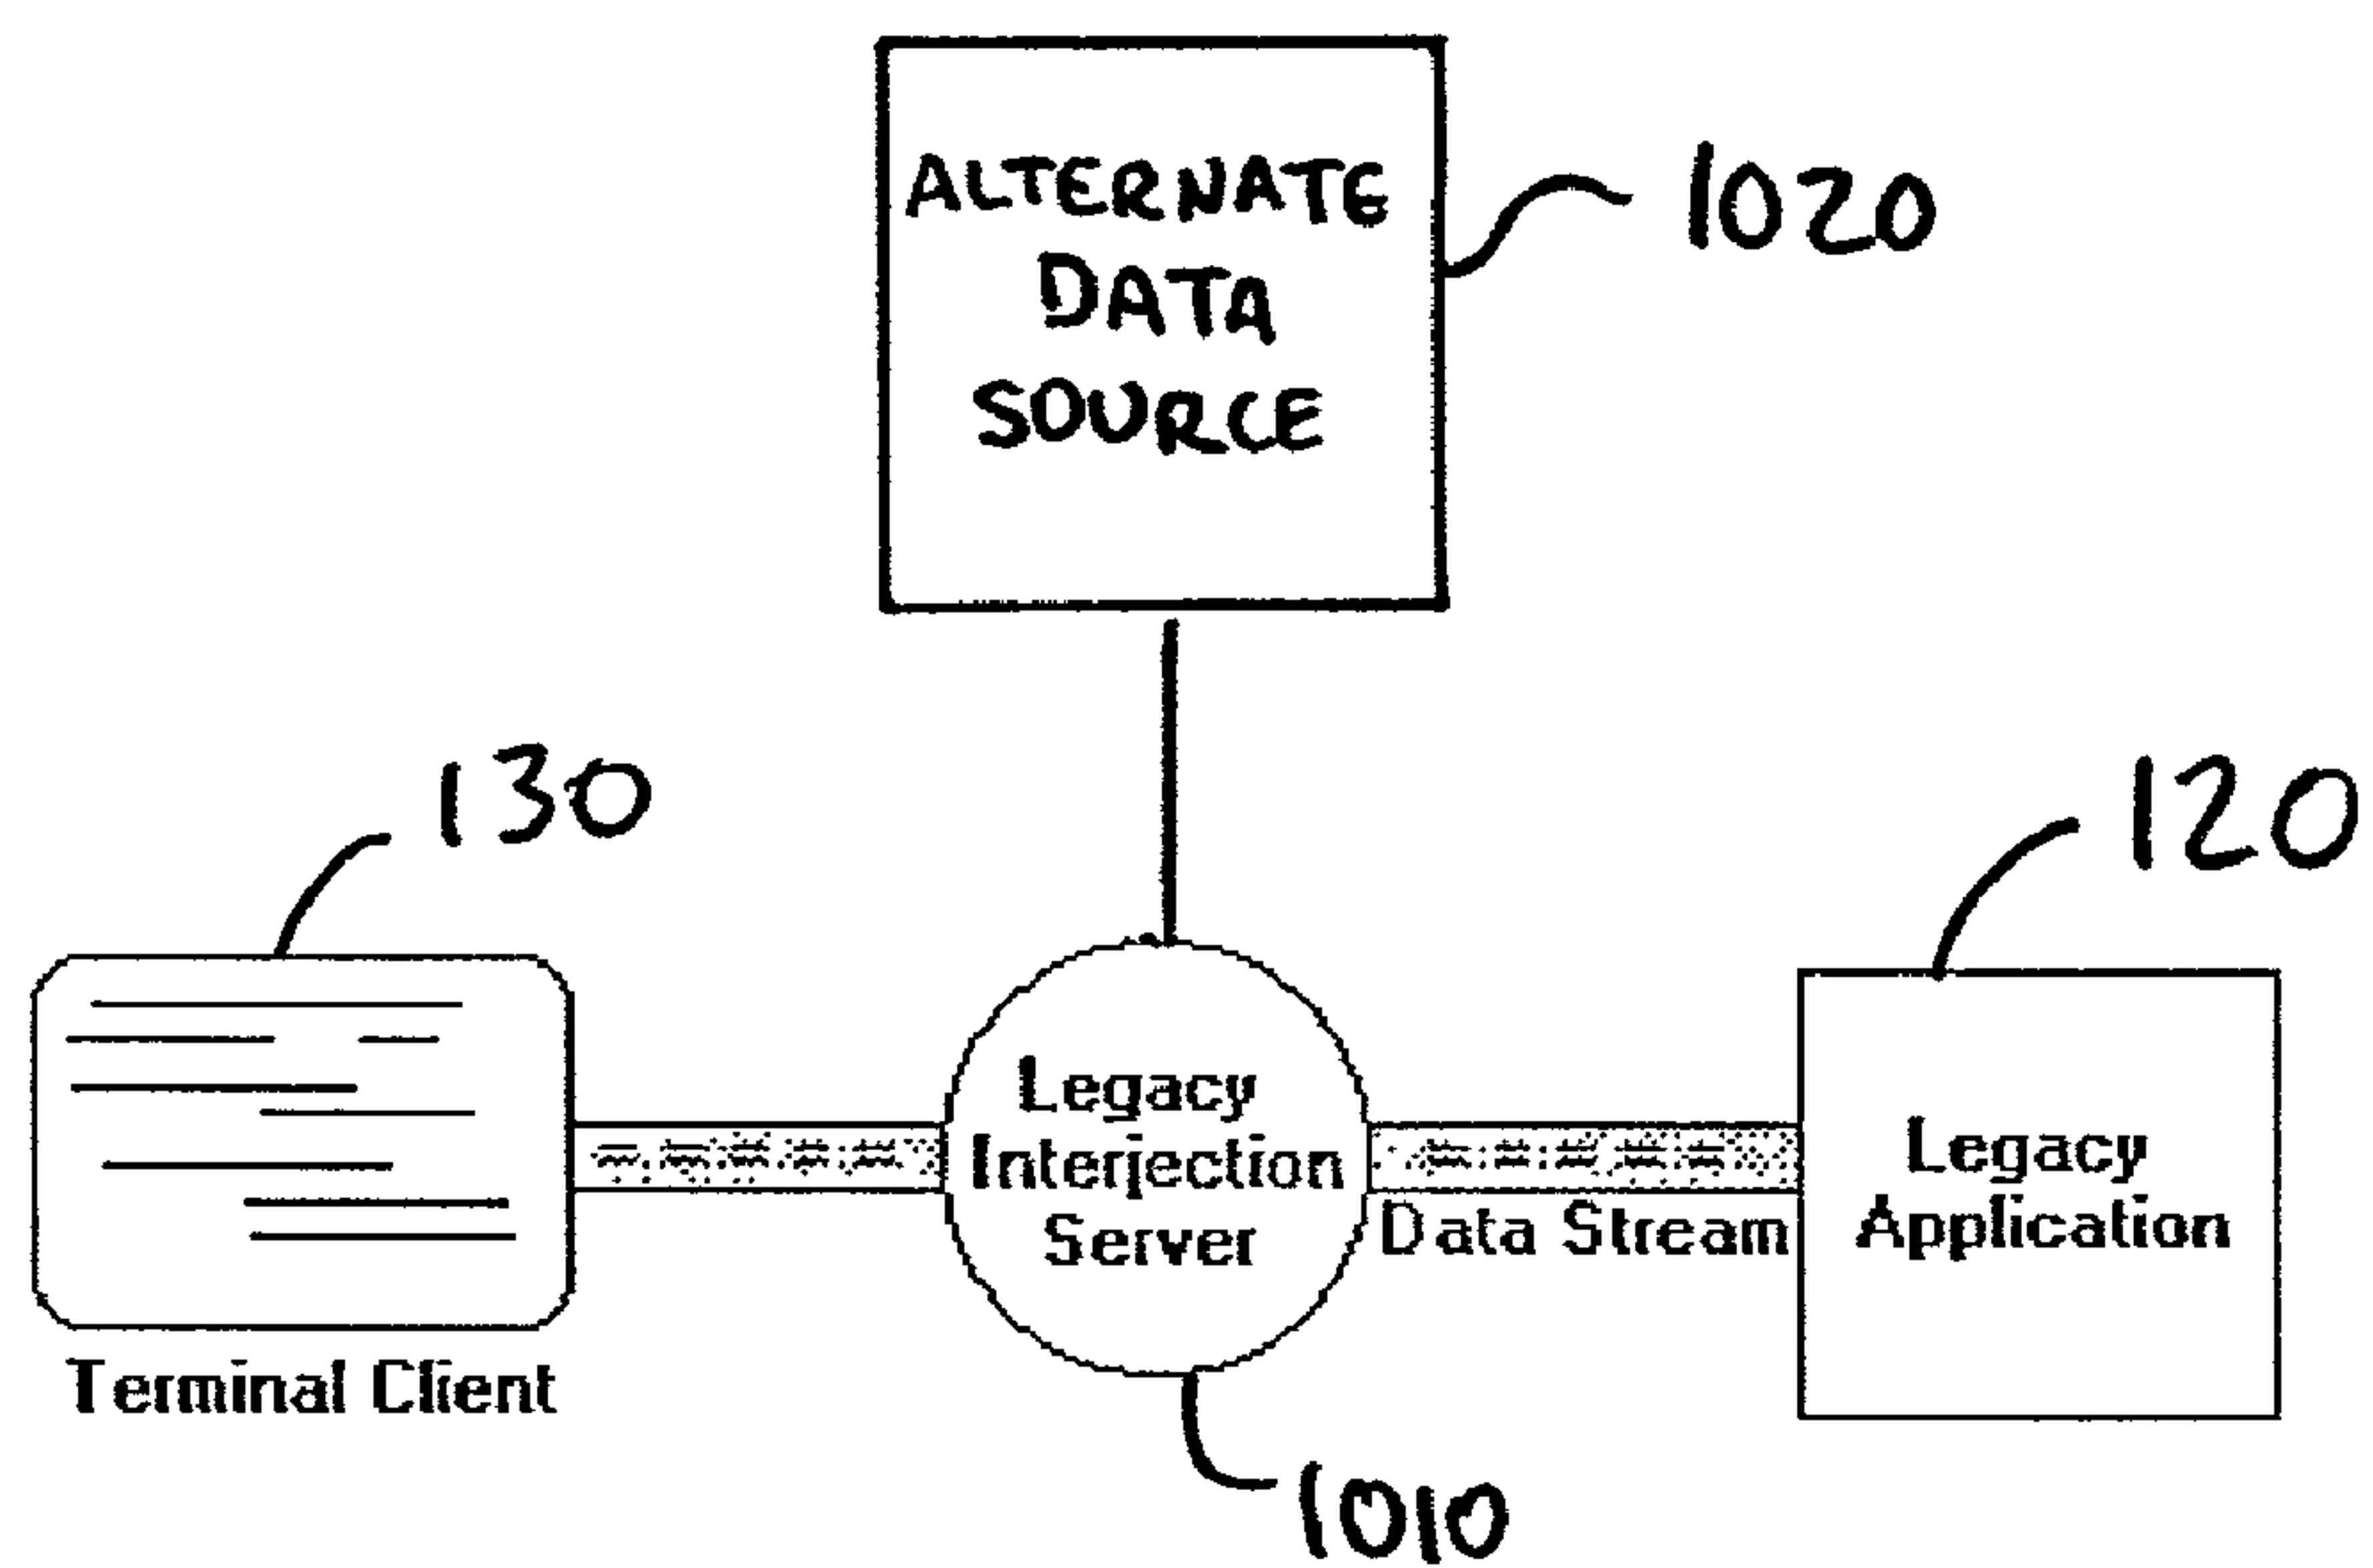 ALTERNATE
DATA
SOURCE
1020
130
120
Legacy
Interjection
Server
Data Stream
Legacy
Application
Terminal Client
1010